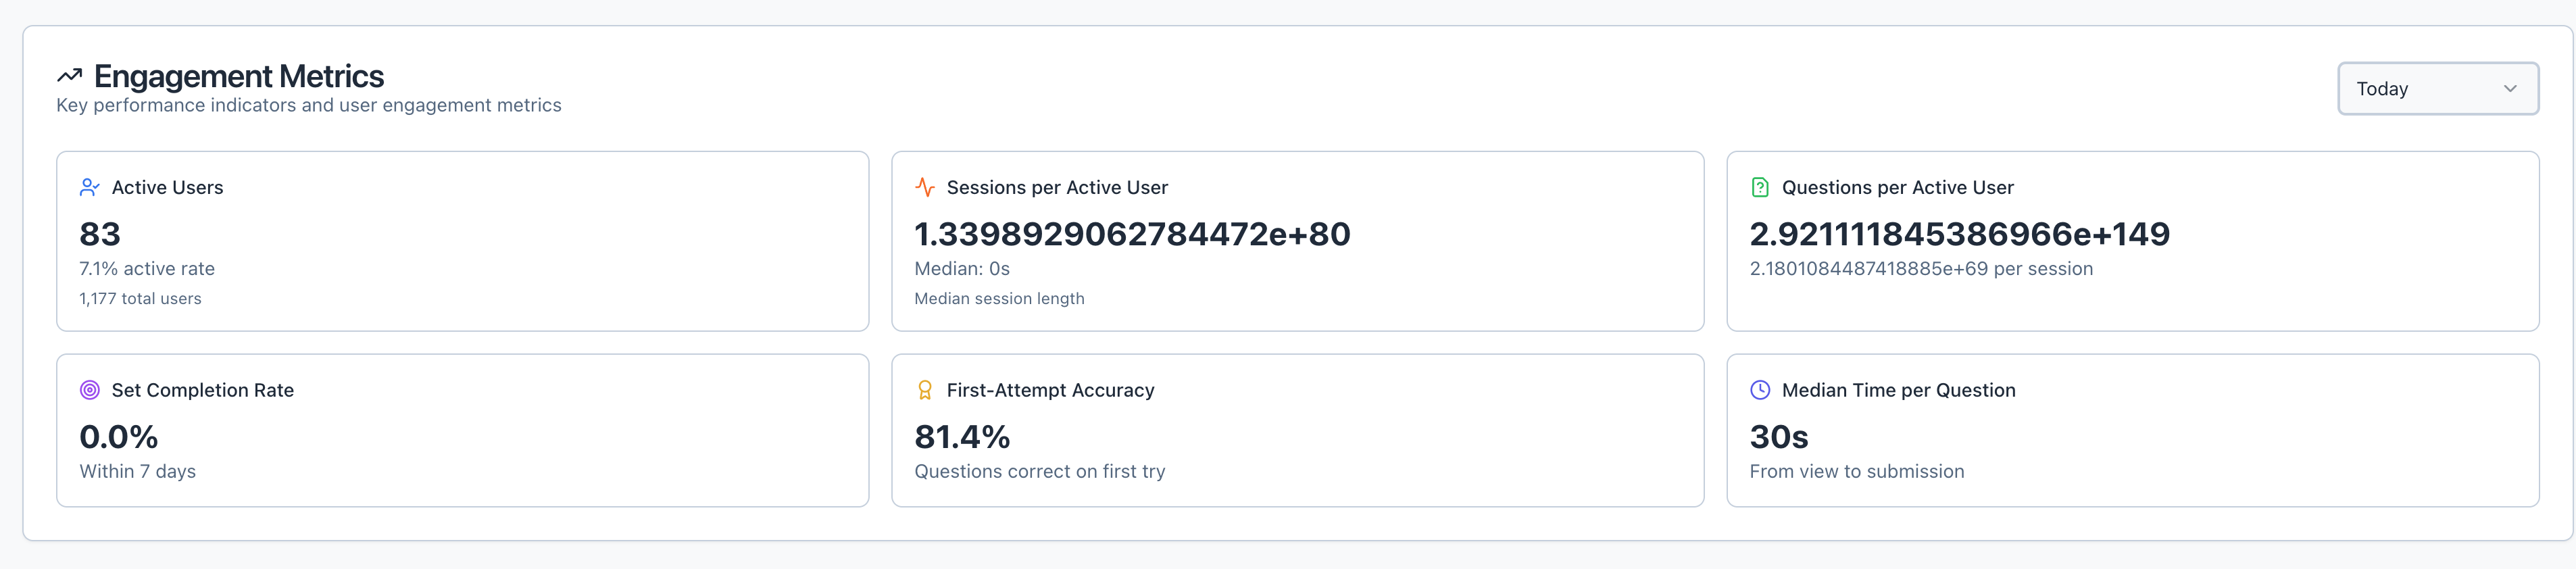 Engagement Metrics
Key performance indicators and user engagement metrics
Today
Active Users
83
7.1% active rate
1,177 total users
Sessions per Active User
1.3398929062784472e+80
Median: 0s
Median session length
Questions per Active User
2.921111845386966e+149
2.1801084487418885e+69 per session
Set Completion Rate
0.0%
Within 7 days
First-Attempt Accuracy
81.4%
Questions correct on first try
Median Time per Question
30s
From view to submission